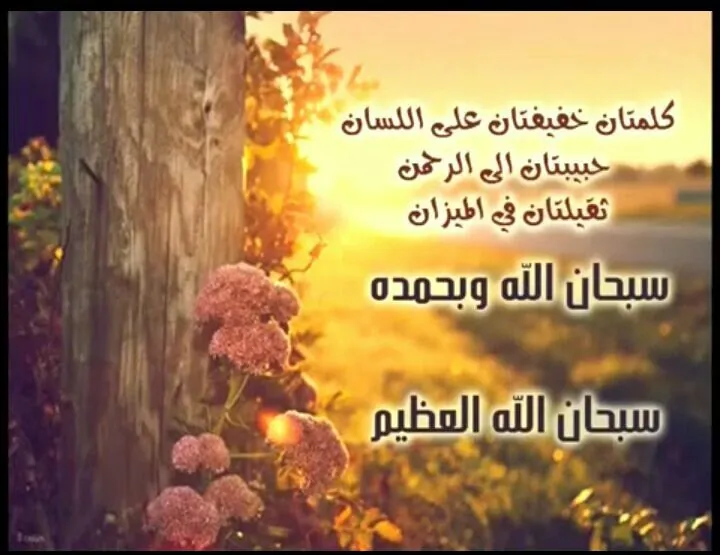 كلمتان خفيفتان على اللسان
حبيبتان الى الرحمن
ثقيلتان في الميزان
سبحان الله وبحمده
سبحان الله العظيم